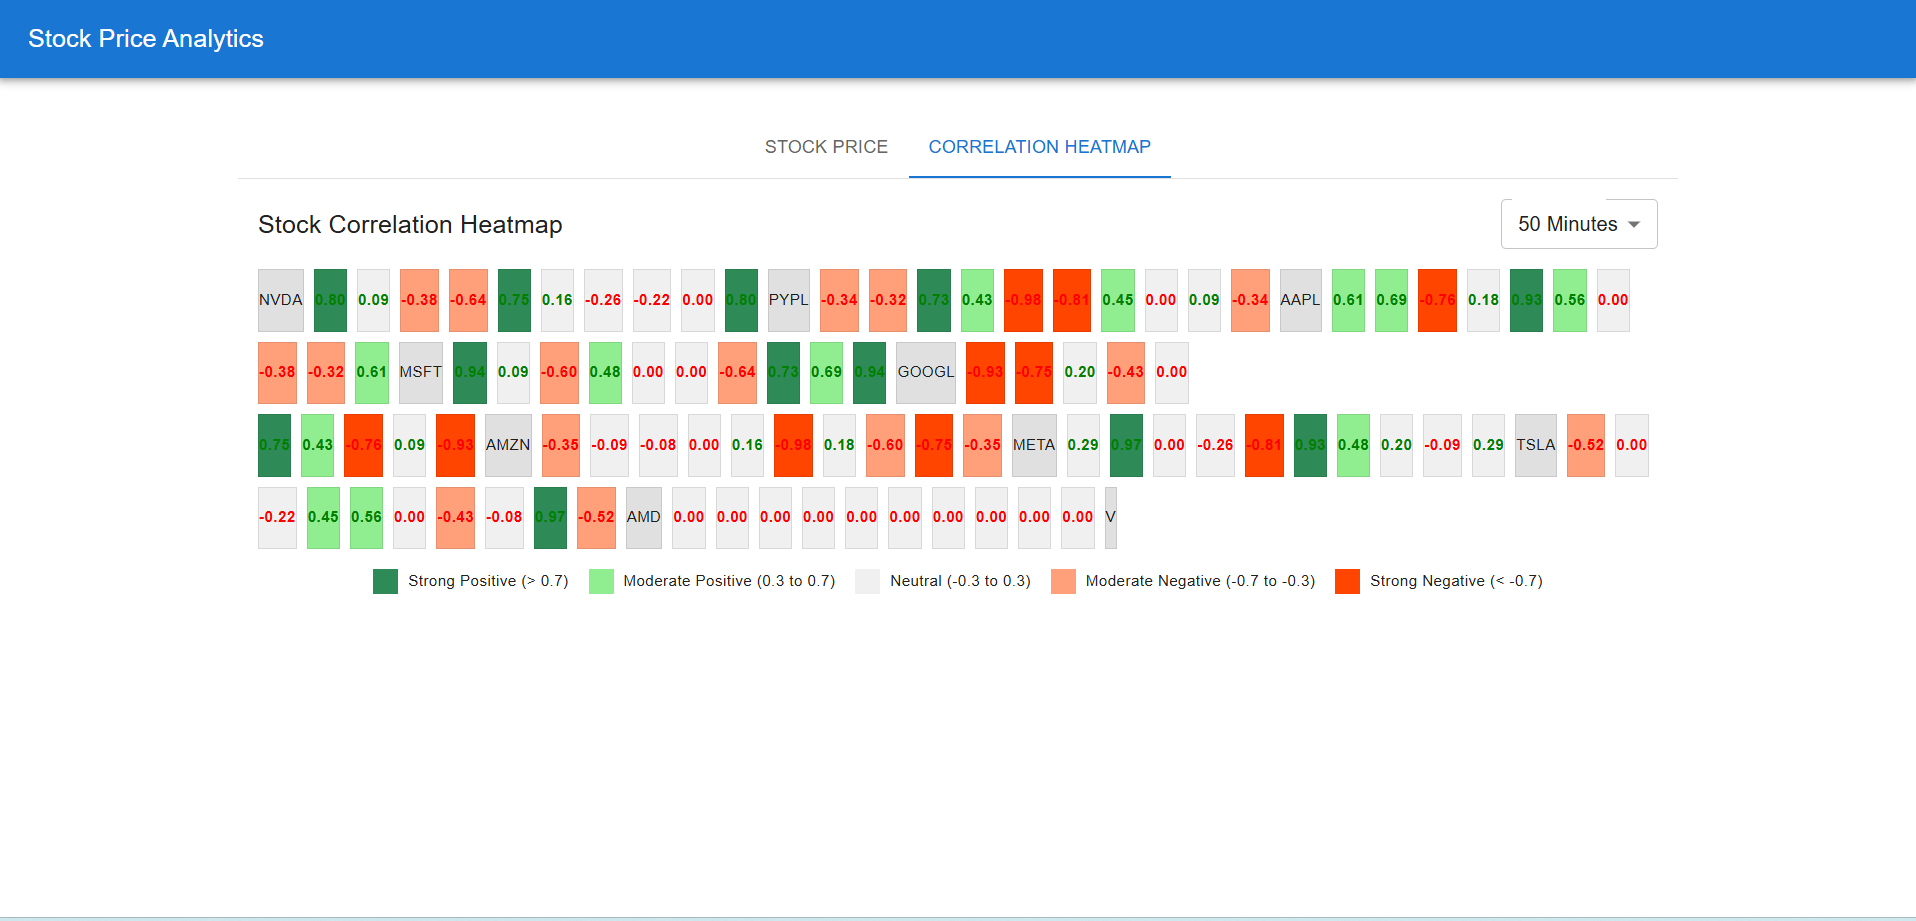 Stock Price Analytics
STOCK PRICE CORRELATION HEATMAP
Stock Correlation Heatmap 50 Minutes
NVDA 0.80 0.09 -0.38 -0.64 0.75 0.16 -0.26 -0.22 0.00 0.80 PYPL -0.34 -0.32 0.73 0.43 -0.98 -0.81 0.45 0.00 0.09 -0.34 AAPL 0.61 0.69 -0.76 0.18 0.93 0.56 0.00
-0.38 -0.32 0.61 MSFT 0.94 0.09 -0.60 0.48 0.00 0.00 -0.64 0.73 0.69 0.94 GOOGL -0.93 -0.75 0.20 -0.43 0.00
0.75 0.43 -0.76 0.09 -0.93 AMZN -0.35 -0.09 -0.08 0.00 0.16 -0.98 0.18 -0.60 -0.75 -0.35 META 0.29 0.97 0.00 -0.26 -0.81 0.93 0.48 0.20 -0.09 0.29 TSLA -0.52 0.00
-0.22 0.45 0.56 0.00 -0.43 -0.08 0.97 -0.52 AMD 0.00 0.00 0.00 0.00 0.00 0.00 0.00 0.00 0.00 0.00 V
Strong Positive (> 0.7) Moderate Positive (0.3 to 0.7) Neutral (-0.3 to 0.3) Moderate Negative (-0.7 to -0.3) Strong Negative (< -0.7)